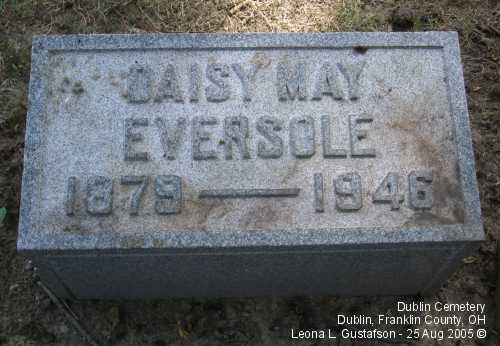 DAISY MAY
EVERSOLE
1879 — 1946
Dublin Cemetery
Dublin, Franklin County, OH
Leona L. Gustafson - 25 Aug 2005 ©